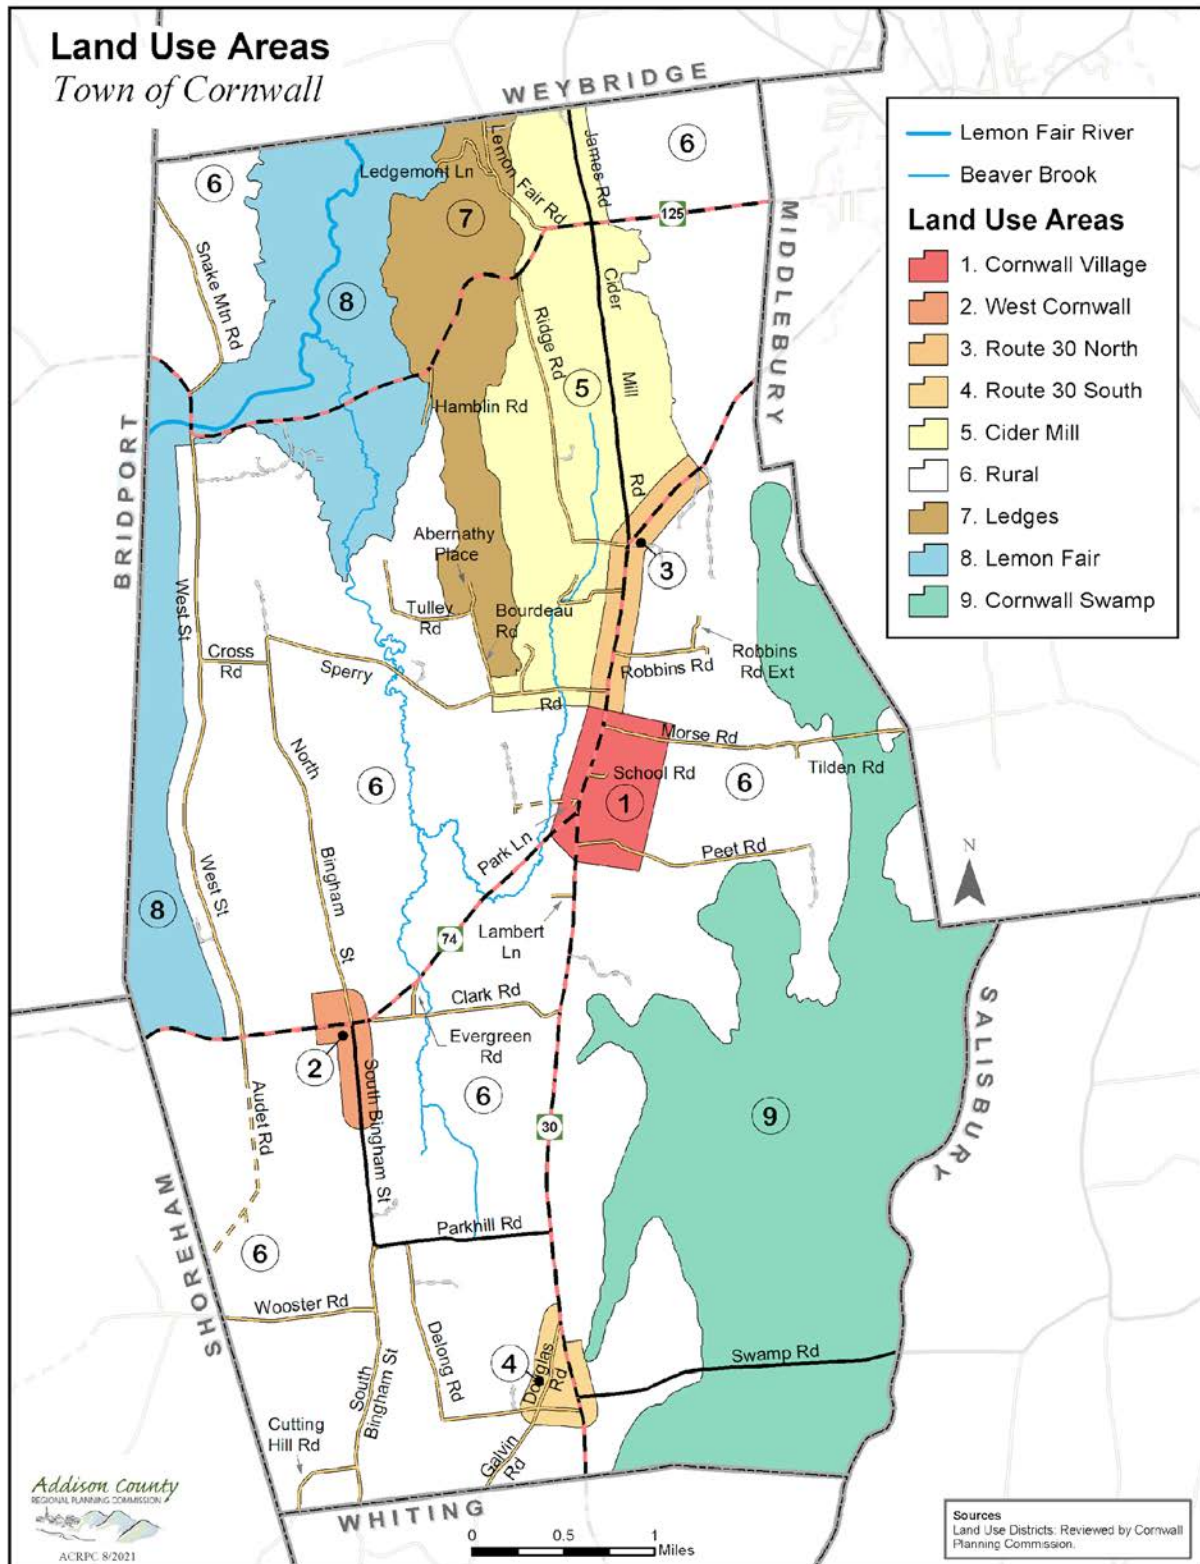 Land Use Areas
Town of Cornwall
WEYBRIDGE
Lemon Fair River
Beaver Brook
Land Use Areas
1. Cornwall Village
2. West Cornwall
3. Route 30 North
4. Route 30 South
5. Cider Mill
6. Rural
7. Ledges
8. Lemon Fair
9. Cornwall Swamp
6
6
Ledgemont Ln
Lemon Fair Rd
James Rd
7
125
MIDDLEBURY
Snake Mtn Rd
8
Cider Mill Rd
Ridge Rd
5
Hamblin Rd
BRIDPORT
Abernathy
Place
3
West St
Tulley
Rd
Bourdeau
Rd
Cross
Rd
Sperry Rd
Robbins Rd
Robbins
Rd Ext
Morse Rd
Tilden Rd
North Bingham St
6
School Rd
6
1
Park Ln
Peet Rd
N
West St
8
74
Lambert
Ln
Clark Rd
SALISBURY
Evergreen
Rd
2
South Bingham St
6
9
30
Audet Rd
SHOREHAM
Parkhill Rd
6
Wooster Rd
Delong Rd
4
Douglas
Rd
Swamp Rd
South
Bingham St
Cutting
Hill Rd
Galvin
Rd
WHITING
Addison County
REGIONAL PLANNING COMMISSION
ACRPC 8/2021
0 0.5 1
Miles
Sources
Land Use Districts: Reviewed by Cornwall
Planning Commission.